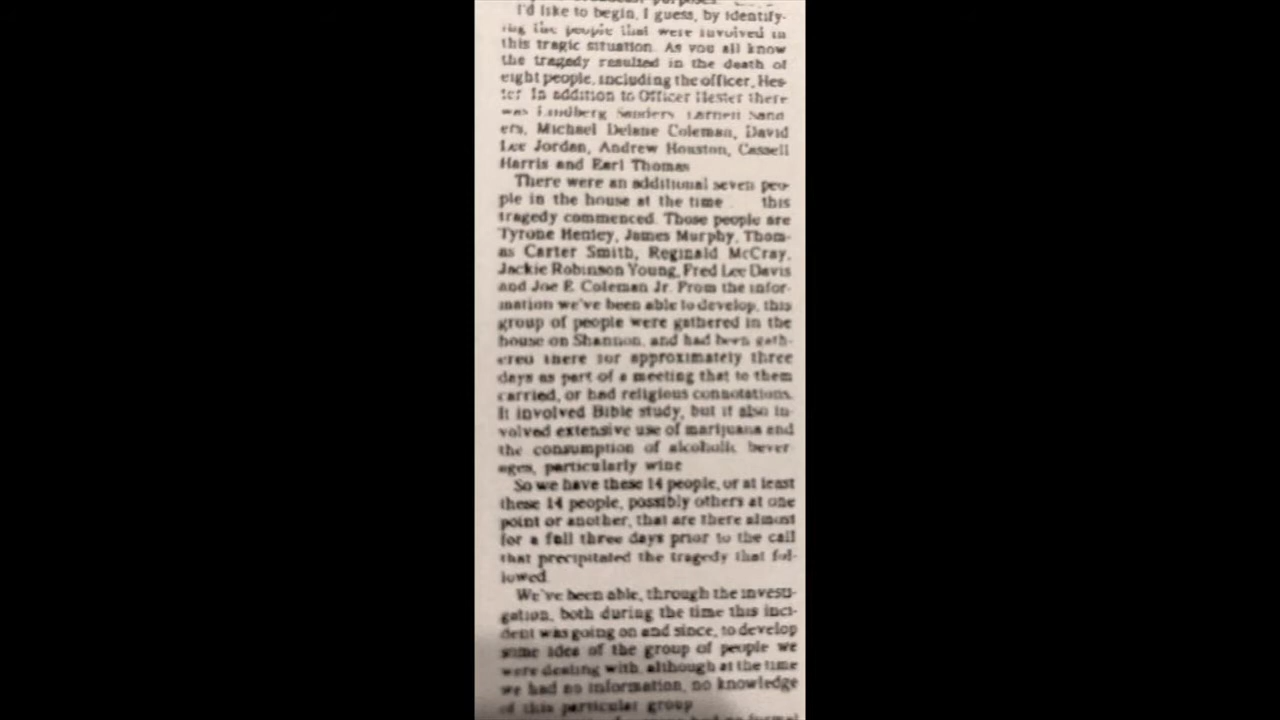 purposes.
I'd like to begin, I guess, by identify-
ing the people that were involved in
this tragic situation. As you all know
the tragedy resulted in the death of
eight people, including the officer, Hes-
ter. In addition to Officer Hester there
was Lindberg Sanders, Larnell Sand
ers, Michael Delane Coleman, David
Lee Jordan, Andrew Houston, Cassell
Harris and Earl Thomas
There were an additional seven peo-
ple in the house at the time this
tragedy commenced. Those people are
Tyrone Henley, James Murphy, Thom-
as Carter Smith, Reginald McCray,
Jackie Robinson Young, Fred Lee Davis
and Joe E. Coleman Jr. From the infor-
mation we've been able to develop, this
group of people were gathered in the
house on Shannon, and had been gath-
ered there for approximately three
days as part of a meeting that to them
carried, or had religious connotations.
It involved Bible study, but it also in-
volved extensive use of marijuana and
the consumption of alcoholic bever-
ages, particularly wine
So we have these 14 people, or at least
these 14 people, possibly others at one
point or another, that are there almost
for a full three days prior to the call
that precipitated the tragedy that fol-
lowed.
We've been able, through the investi-
gation, both during the time this inci-
dent was going on and since, to develop
some idea of the group of people we
were dealing with, although at the time
we had no information, no knowledge
of this particular group